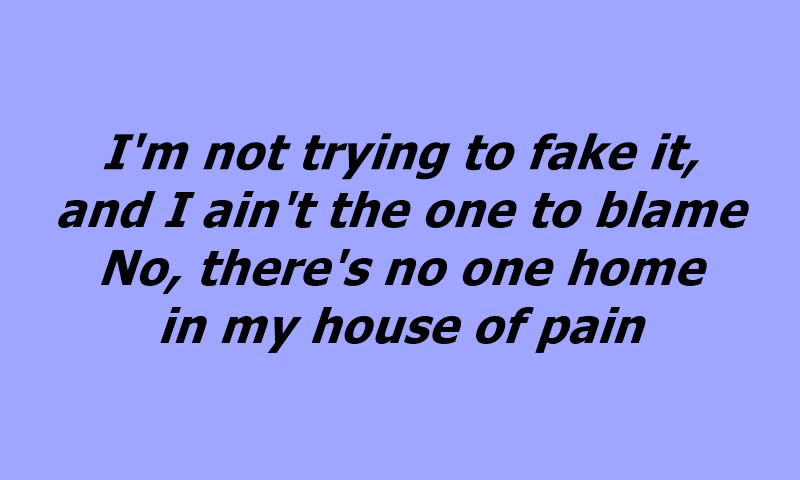 I'm not trying to fake it,
and I ain't the one to blame
No, there's no one home
in my house of pain